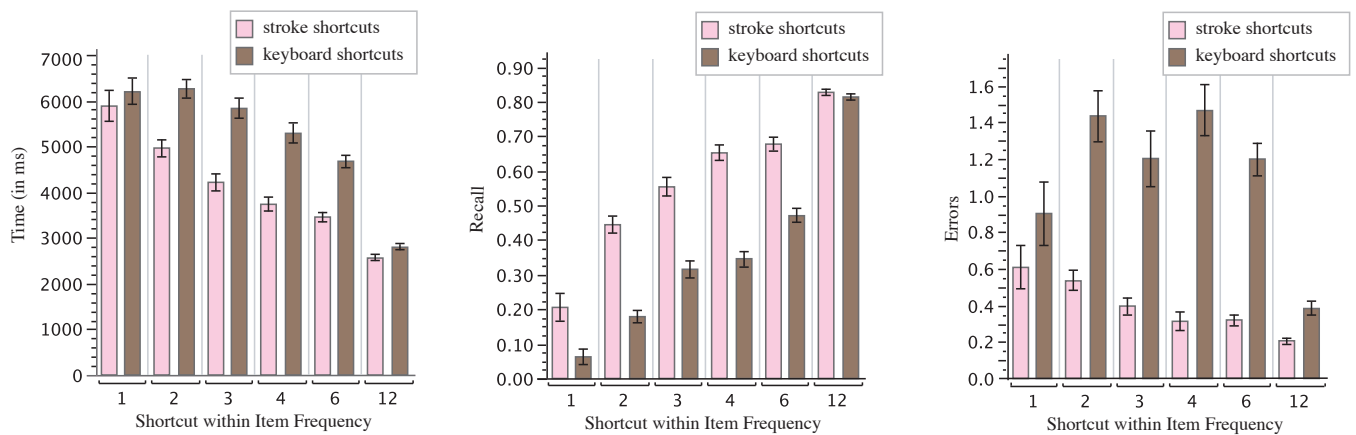 stroke shortcuts
keyboard shortcuts
7000
6000
5000
4000
3000
2000
1000
0
Time (in ms)
1 2 3 4 6 12
Shortcut within Item Frequency
stroke shortcuts
keyboard shortcuts
0.90
0.80
0.70
0.60
0.50
0.40
0.30
0.20
0.10
0.00
Recall
1 2 3 4 6 12
Shortcut within Item Frequency
stroke shortcuts
keyboard shortcuts
1.6
1.4
1.2
1.0
0.8
0.6
0.4
0.2
0.0
Errors
1 2 3 4 6 12
Shortcut within Item Frequency